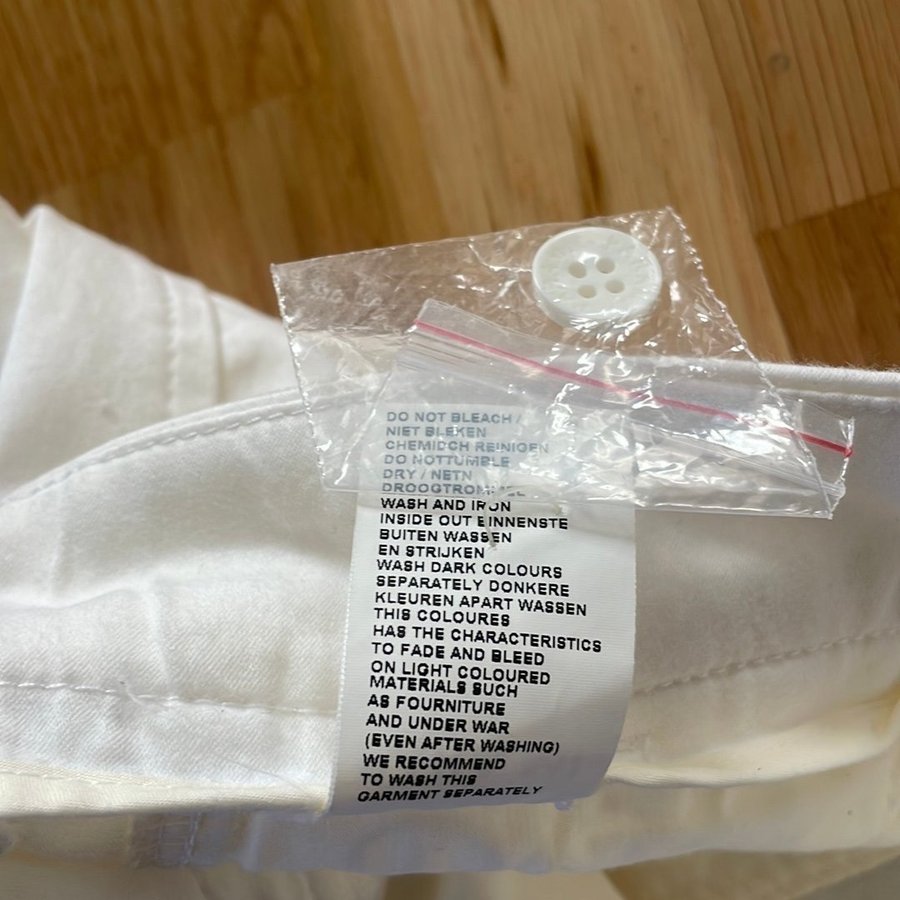 DO NOT BLEACH /
NIET BLEKEN
CHEMIDCH REINIGEN
DO NOTTUMBLE
DRY / NETN
WASH AND IRON
INSIDE OUT BINNENSTE
BUITEN WASSEN
EN STRIJKEN
WASH DARK COLOURS
SEPARATELY DONKERE
KLEUREN APART WASSEN
THIS COLOURES
HAS THE CHARACTERISTICS
TO FADE AND BLEED
ON LIGHT COLOURED
MATERIALS SUCH
AS FOURNITURE
AND UNDER WAR
(EVEN AFTER WASHING)
WE RECOMMEND
TO WASH THIS
GARMENT SEPARATELY